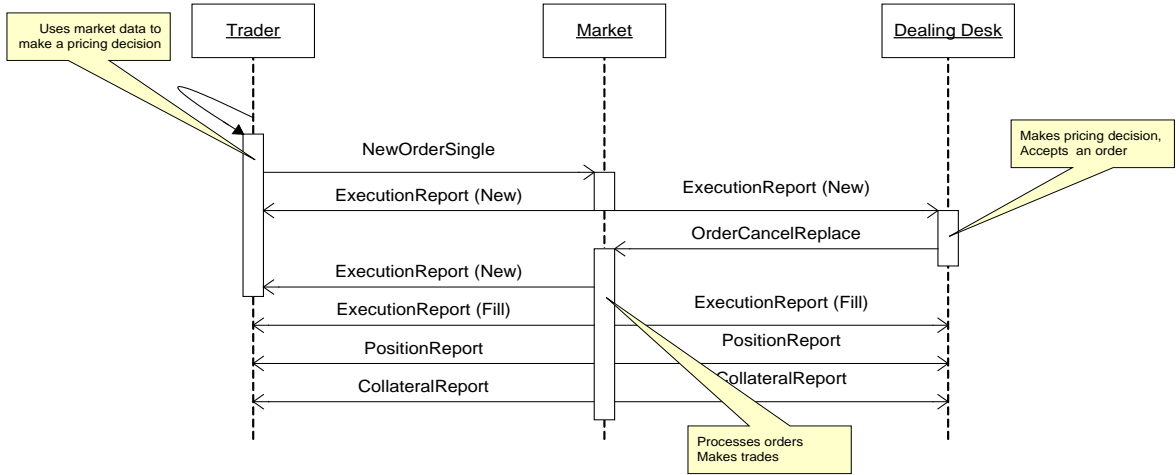 Uses market data to
make a pricing decision
Trader
Market
Dealing Desk
Makes pricing decision,
Accepts an order
NewOrderSingle
ExecutionReport (New)
ExecutionReport (New)
OrderCancelReplace
ExecutionReport (New)
ExecutionReport (Fill)
ExecutionReport (Fill)
PositionReport
PositionReport
CollateralReport
CollateralReport
Processes orders
Makes trades